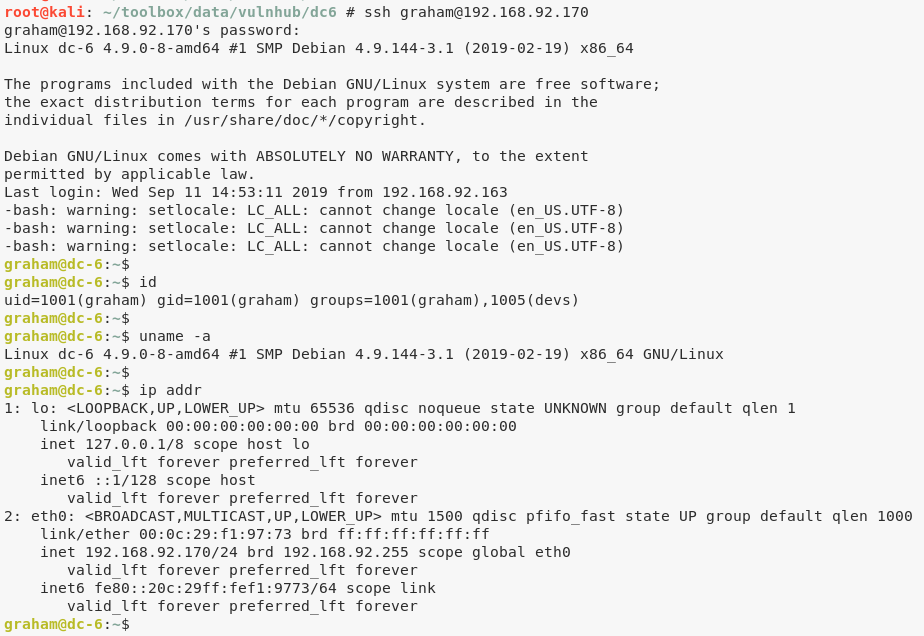 root@kali: ~/toolbox/data/vulnhub/dc6 # ssh graham@192.168.92.170
graham@192.168.92.170's password:
Linux dc-6 4.9.0-8-amd64 #1 SMP Debian 4.9.144-3.1 (2019-02-19) x86_64

The programs included with the Debian GNU/Linux system are free software;
the exact distribution terms for each program are described in the
individual files in /usr/share/doc/*/copyright.

Debian GNU/Linux comes with ABSOLUTELY NO WARRANTY, to the extent
permitted by applicable law.
Last login: Wed Sep 11 14:53:11 2019 from 192.168.92.163
-bash: warning: setlocale: LC_ALL: cannot change locale (en_US.UTF-8)
-bash: warning: setlocale: LC_ALL: cannot change locale (en_US.UTF-8)
-bash: warning: setlocale: LC_ALL: cannot change locale (en_US.UTF-8)
graham@dc-6:~$
graham@dc-6:~$ id
uid=1001(graham) gid=1001(graham) groups=1001(graham),1005(devs)
graham@dc-6:~$
graham@dc-6:~$ uname -a
Linux dc-6 4.9.0-8-amd64 #1 SMP Debian 4.9.144-3.1 (2019-02-19) x86_64 GNU/Linux
graham@dc-6:~$
graham@dc-6:~$ ip addr
1: lo: <LOOPBACK,UP,LOWER_UP> mtu 65536 qdisc noqueue state UNKNOWN group default qlen 1
    link/loopback 00:00:00:00:00:00 brd 00:00:00:00:00:00
    inet 127.0.0.1/8 scope host lo
       valid_lft forever preferred_lft forever
    inet6 ::1/128 scope host
       valid_lft forever preferred_lft forever
2: eth0: <BROADCAST,MULTICAST,UP,LOWER_UP> mtu 1500 qdisc pfifo_fast state UP group default qlen 1000
    link/ether 00:0c:29:f1:97:73 brd ff:ff:ff:ff:ff:ff
    inet 192.168.92.170/24 brd 192.168.92.255 scope global eth0
       valid_lft forever preferred_lft forever
    inet6 fe80::20c:29ff:fef1:9773/64 scope link
       valid_lft forever preferred_lft forever
graham@dc-6:~$